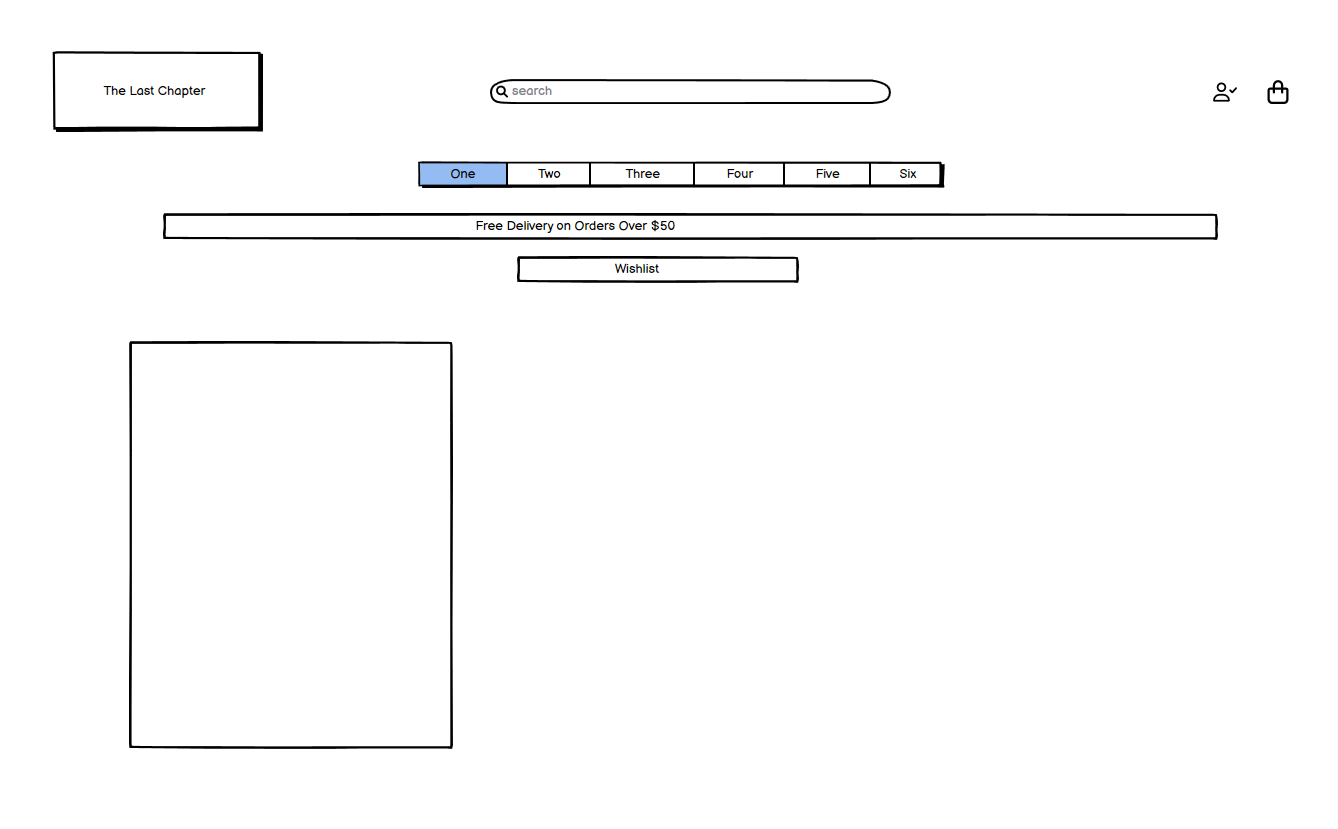 The Last Chapter
search
One Two Three Four Five Six
Free Delivery on Orders Over $50
Wishlist